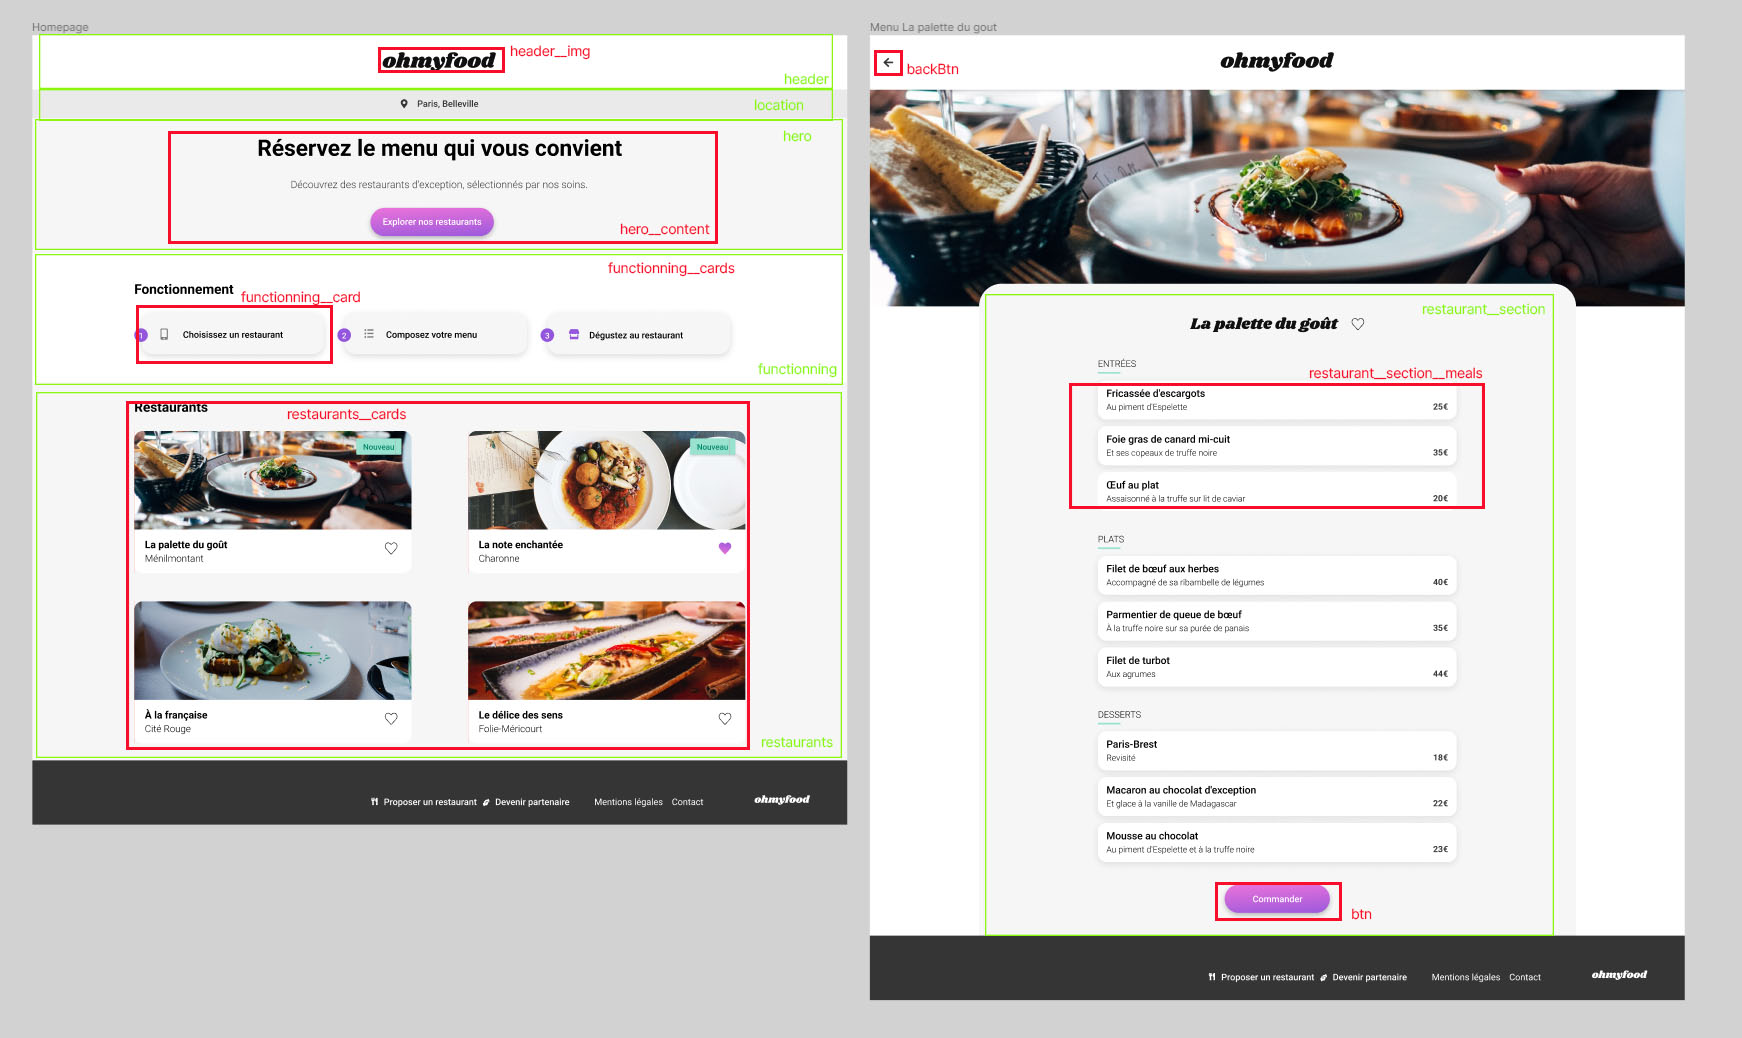 Homepage
ohmyfood
header__img
header
Paris, Belleville
location
hero
Réservez le menu qui vous convient
Découvrez des restaurants d'exception, sélectionnés par nos soins.
Explorer nos restaurants
hero__content
functionning__cards
Fonctionnement
functionning__card
1
Choisissez un restaurant
2
Composez votre menu
3
Dégustez au restaurant
functionning
Restaurants
restaurants__cards
Nouveau
Nouveau
La palette du goût
Ménilmontant
La note enchantée
Charonne
À la française
Cité Rouge
Le délice des sens
Folie-Méricourt
restaurants
Proposer un restaurant Devenir partenaire Mentions légales Contact ohmyfood
Menu La palette du gout
backBtn
ohmyfood
restaurant__section
La palette du goût
ENTRÉES
restaurant__section__meals
Fricassée d'escargots
Au piment d'Espelette 25€
Foie gras de canard mi-cuit
Et ses copeaux de truffe noire 35€
Œuf au plat
Assaisonné à la truffe sur lit de caviar 20€
PLATS
Filet de bœuf aux herbes
Accompagné de sa ribambelle de légumes 40€
Parmentier de queue de bœuf
À la truffe noire sur sa purée de panais 35€
Filet de turbot
Aux agrumes 44€
DESSERTS
Paris-Brest
Revisité 18€
Macaron au chocolat d'exception
Et glace à la vanille de Madagascar 22€
Mousse au chocolat
Au piment d'Espelette et à la truffe noire 23€
Commander
btn
Proposer un restaurant Devenir partenaire Mentions légales Contact ohmyfood